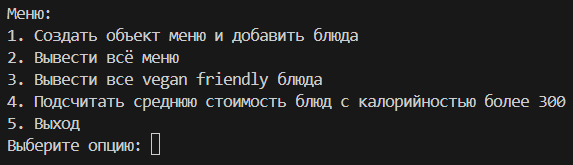 Меню:
1. Создать объект меню и добавить блюда
2. Вывести всё меню
3. Вывести все vegan friendly блюда
4. Подсчитать среднюю стоимость блюд с калорийностью более 300
5. Выход
Выберите опцию: